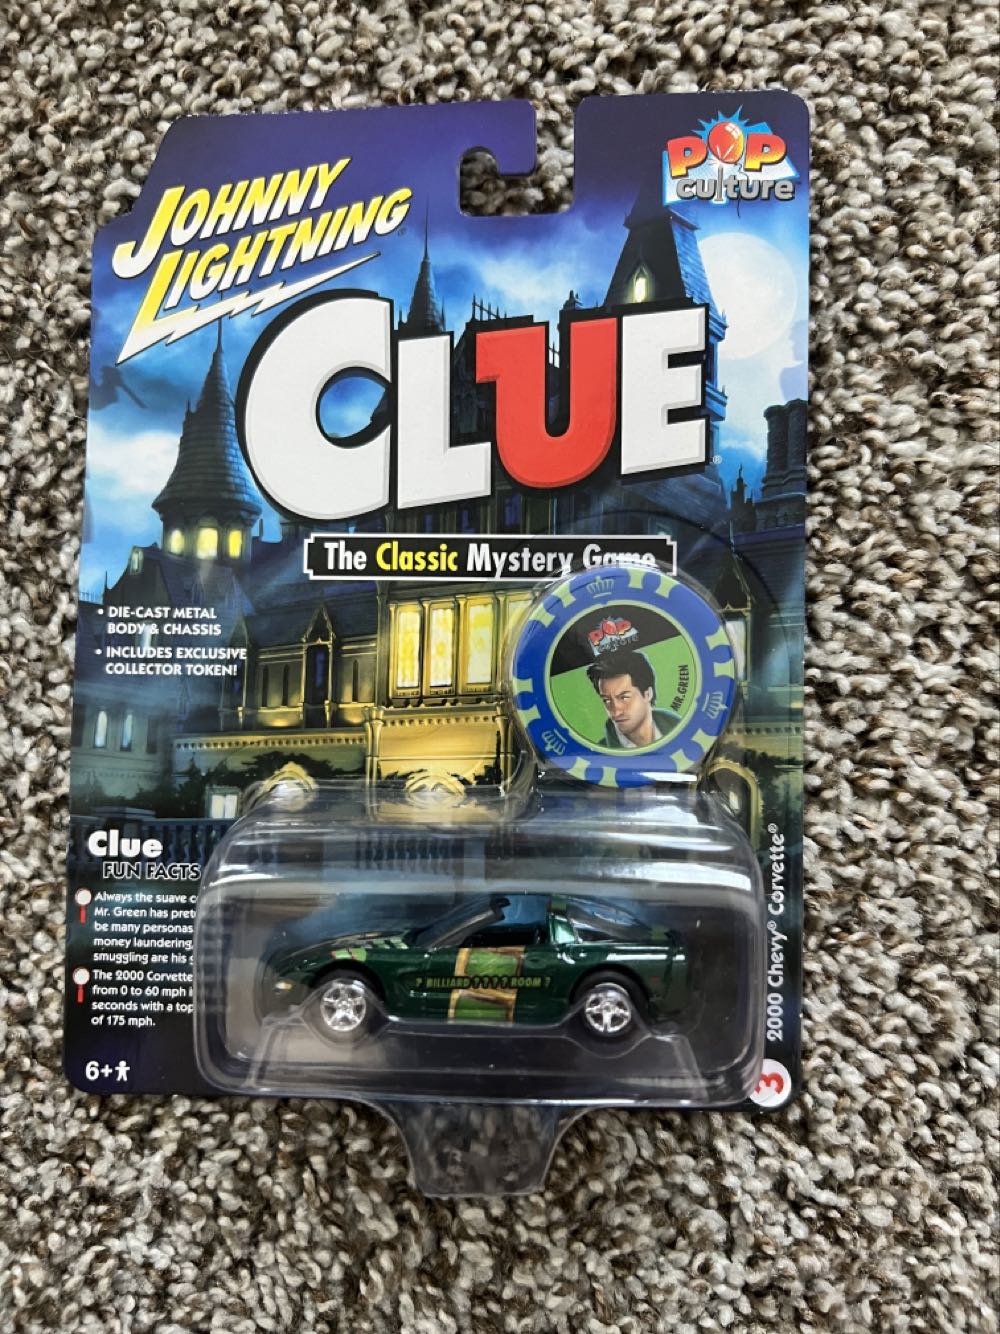 JOHNNY
LIGHTNING
POP
culture
CLUE
The Classic Mystery Game
• DIE-CAST METAL
BODY & CHASSIS
• INCLUDES EXCLUSIVE
COLLECTOR TOKEN!
POP
culture
MR. GREEN
Clue
FUN FACTS
Always the suave
Mr. Green has
be many personas
money laundering,
smuggling are his
The 2000 Corvette
from 0 to 60 mph
seconds with a top
of 175 mph.
6+
? BILLIARD ???? ROOM ?
2000 Chevy® Corvette®
3